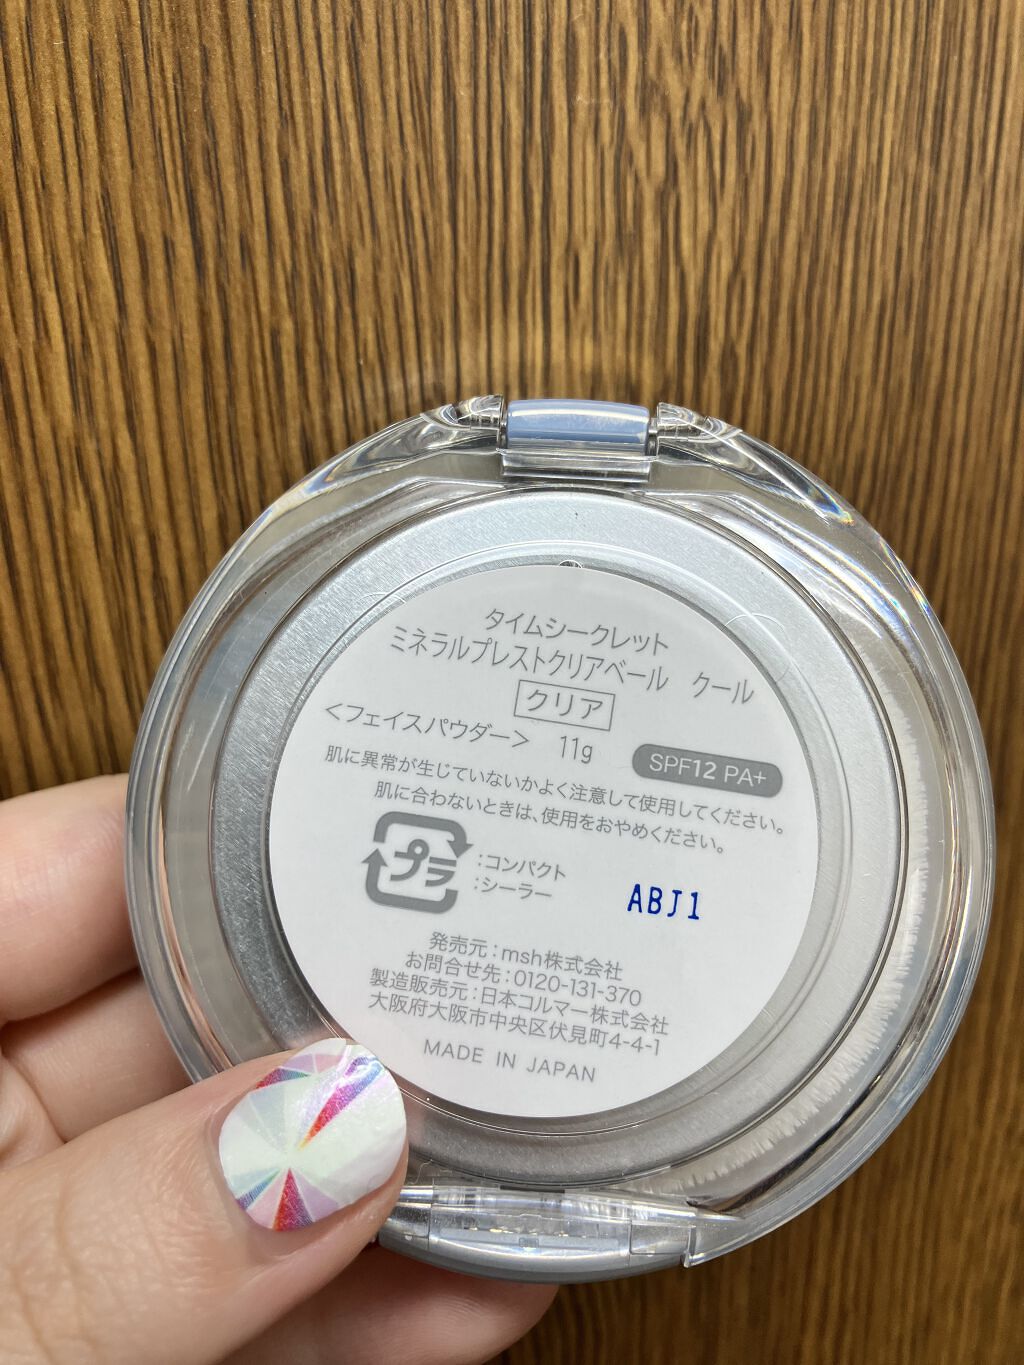 タイムシークレット
ミネラルプレストクリアベール クール
クリア
＜フェイスパウダー＞ 11g
SPF12 PA+
肌に異常が生じていないかよく注意して使用してください。
肌に合わないときは、使用をおやめください。
プラ
:コンパクト
:シーラー
ABJ1
発売元:msh株式会社
お問合せ先:0120-131-370
製造販売元:日本コルマー株式会社
大阪府大阪市中央区伏見町4-4-1
MADE IN JAPAN